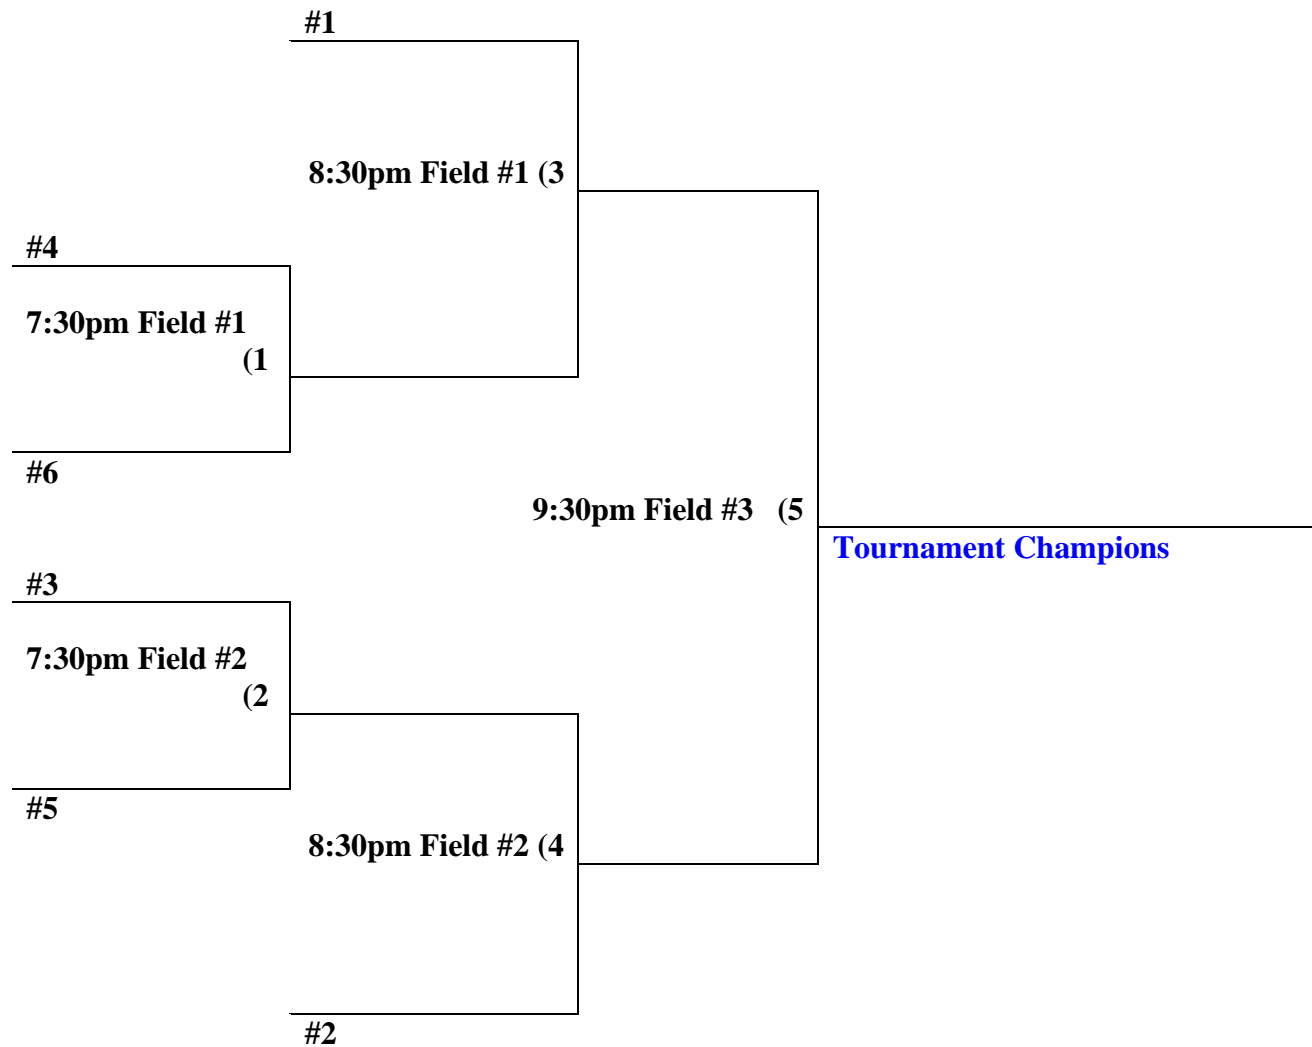 #1
8:30pm Field #1 (3
#4
7:30pm Field #1
(1
#6
9:30pm Field #3   (5
Tournament Champions
#3
7:30pm Field #2
(2
#5
8:30pm Field #2 (4
#2